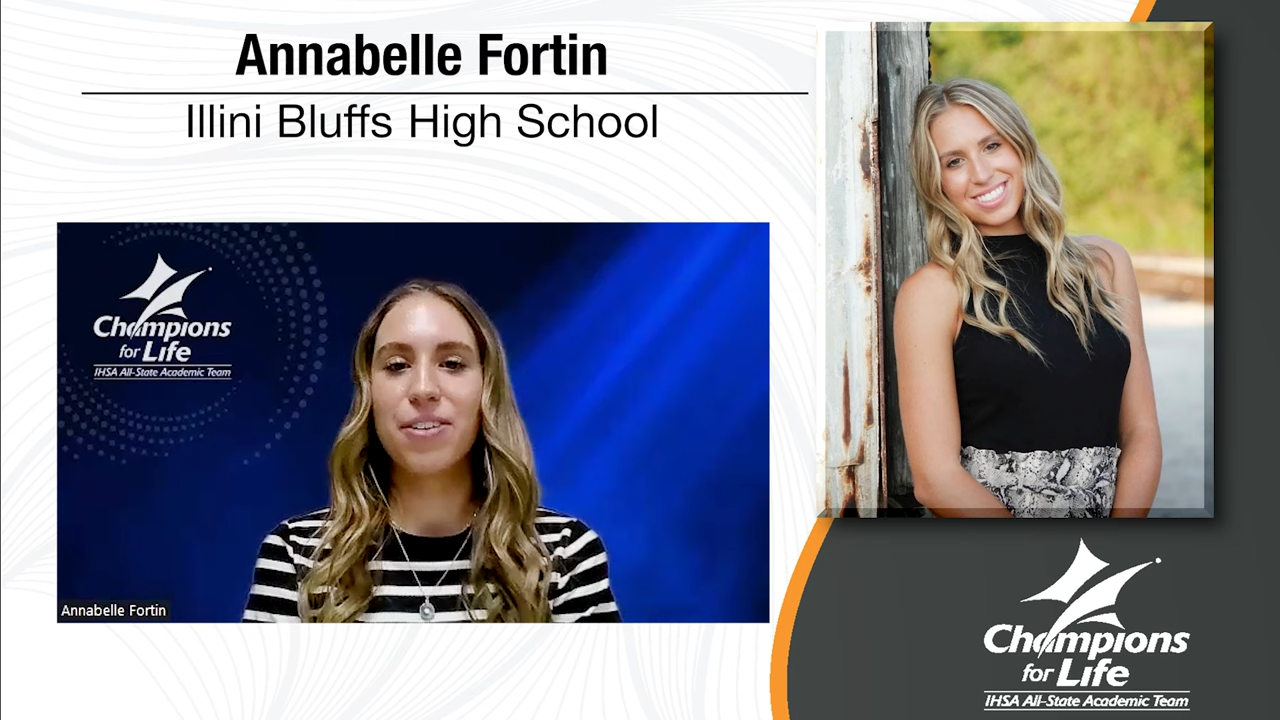 Annabelle Fortin
Illini Bluffs High School
Champions
for Life
IHSA All-State Academic Team
Annabelle Fortin
Champions
for Life
IHSA All-State Academic Team